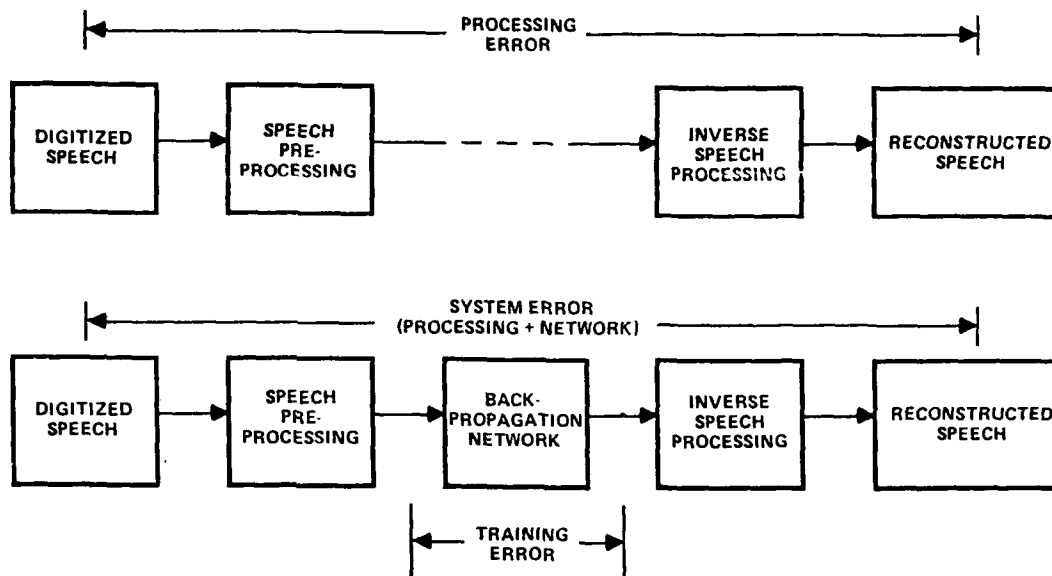 PROCESSING
ERROR
DIGITIZED
SPEECH
SPEECH
PRE-
PROCESSING
INVERSE
SPEECH
PROCESSING
RECONSTRUCTED
SPEECH
SYSTEM ERROR
(PROCESSING + NETWORK)
DIGITIZED
SPEECH
SPEECH
PRE-
PROCESSING
BACK-
PROPAGATION
NETWORK
INVERSE
SPEECH
PROCESSING
RECONSTRUCTED
SPEECH
TRAINING
ERROR